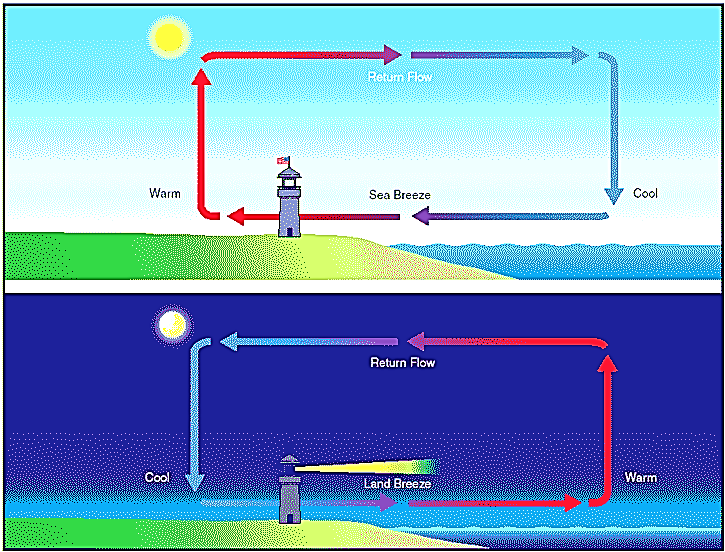 Return Flow
Warm
Sea Breeze
Cool
Return Flow
Cool
Land Breeze
Warm